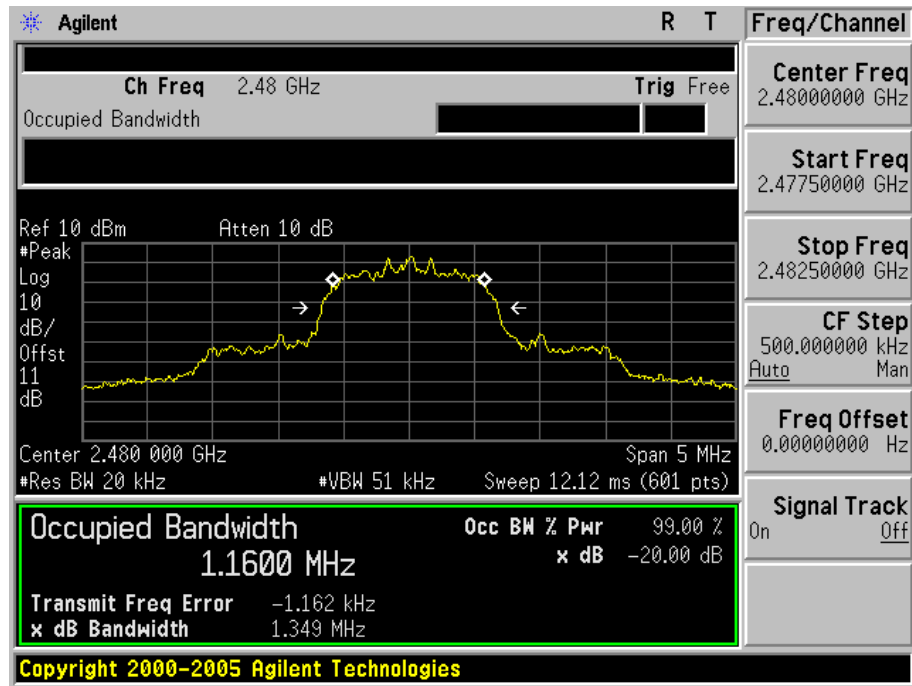 Agilent R T Freq/Channel
Ch Freq 2.48 GHz Trig Free
Occupied Bandwidth
Center Freq
2.48000000 GHz
Start Freq
2.47750000 GHz
Stop Freq
2.48250000 GHz
CF Step
500.000000 kHz
Auto Man
Freq Offset
0.00000000 Hz
Signal Track
On Off
Ref 10 dBm Atten 10 dB
#Peak
Log
10
dB/
Offst
11
dB
Center 2.480 000 GHz Span 5 MHz
#Res BW 20 kHz #VBW 51 kHz Sweep 12.12 ms (601 pts)
Occupied Bandwidth Occ BW % Pwr 99.00 %
1.1600 MHz x dB -20.00 dB
Transmit Freq Error -1.162 kHz
x dB Bandwidth 1.349 MHz
Copyright 2000-2005 Agilent Technologies